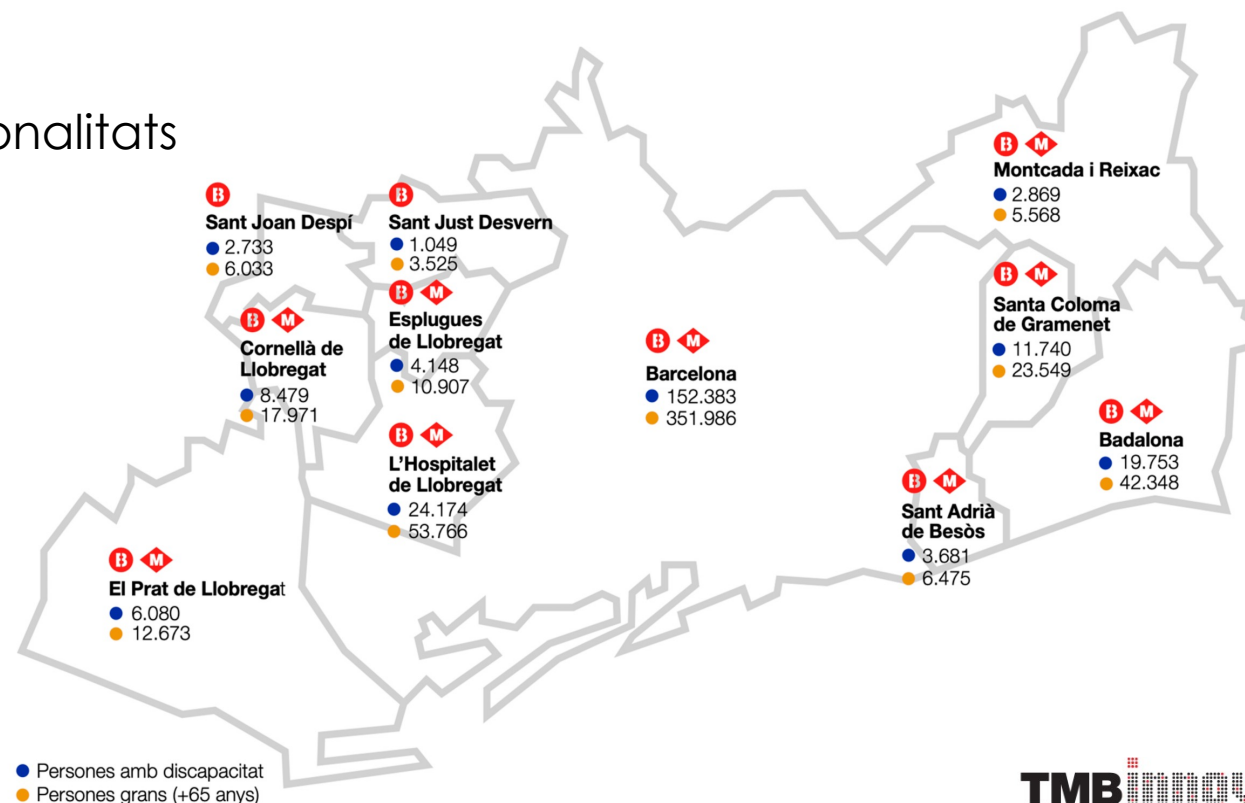 onalitats
B M
Montcada i Reixac
2.869
5.568
B
Sant Joan Despí
2.733
6.033
B
Sant Just Desvern
1.049
3.525
B M
Esplugues
de Llobregat
4.148
10.907
B M
Cornellà de
Llobregat
8.479
17.971
B M
Santa Coloma
de Gramenet
11.740
23.549
B M
Barcelona
152.383
351.986
B M
Badalona
19.753
42.348
B M
L'Hospitalet
de Llobregat
24.174
53.766
B M
Sant Adrià
de Besòs
3.681
6.475
B M
El Prat de Llobregat
6.080
12.673
Persones amb discapacitat
Persones grans (+65 anys)
TMBinnov